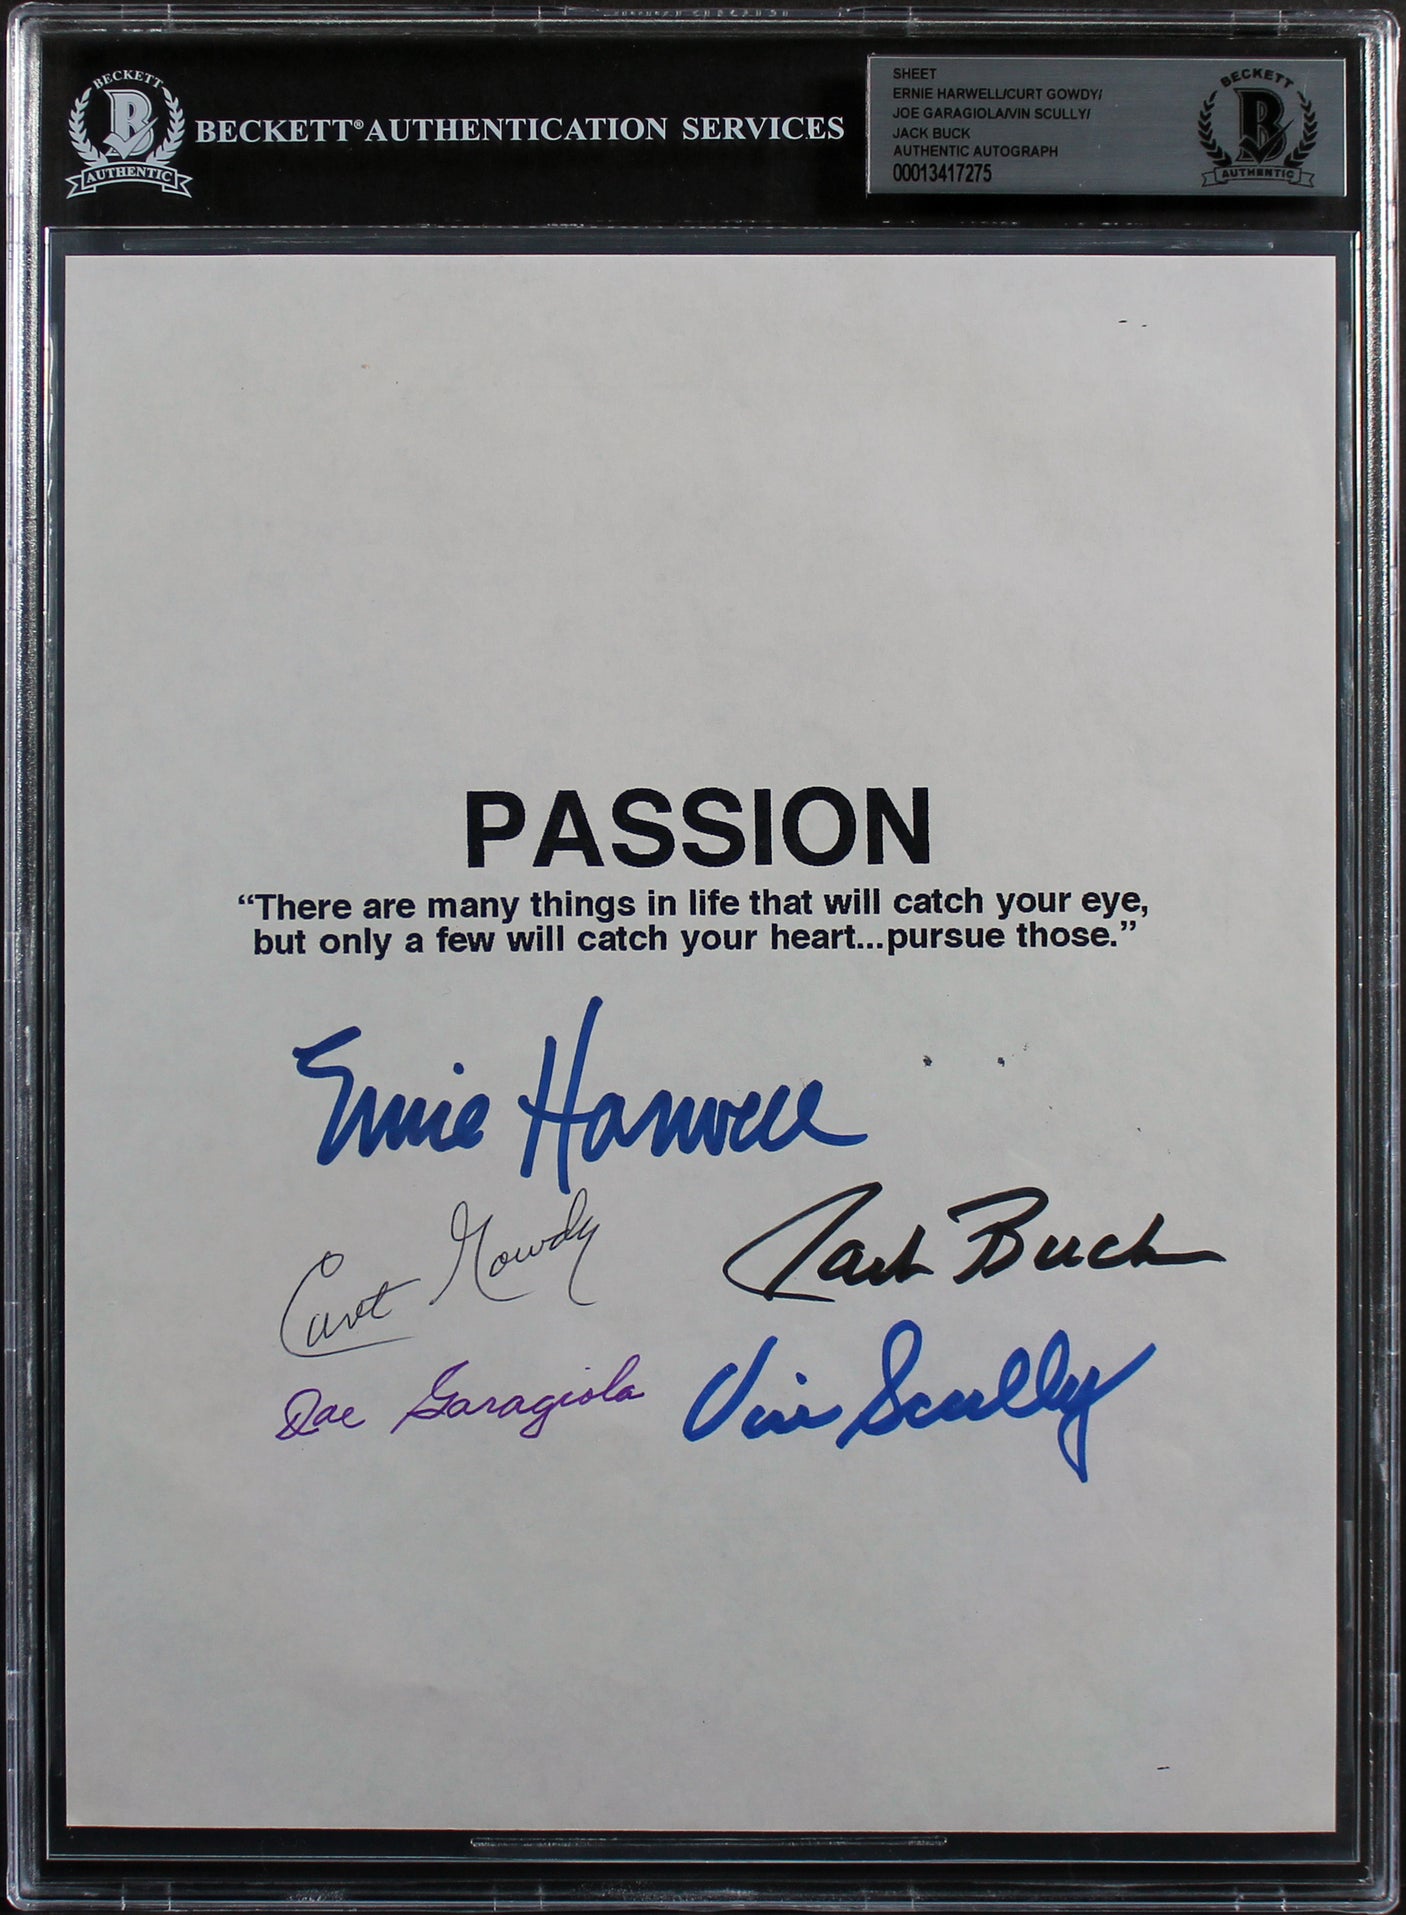 BECKETT
B
AUTHENTIC
BECKETT® AUTHENTICATION SERVICES
SHEET
ERNIE HARWELL/CURT GOWDY/
JOE GARAGIOLA/VIN SCULLY/
JACK BUCK
AUTHENTIC AUTOGRAPH
00013417275
BECKETT
B
AUTHENTIC
PASSION
“There are many things in life that will catch your eye,
but only a few will catch your heart...pursue those.”
Ernie Harwell
Curt Gowdy
Jack Buck
Joe Garagiola
Vin Scully